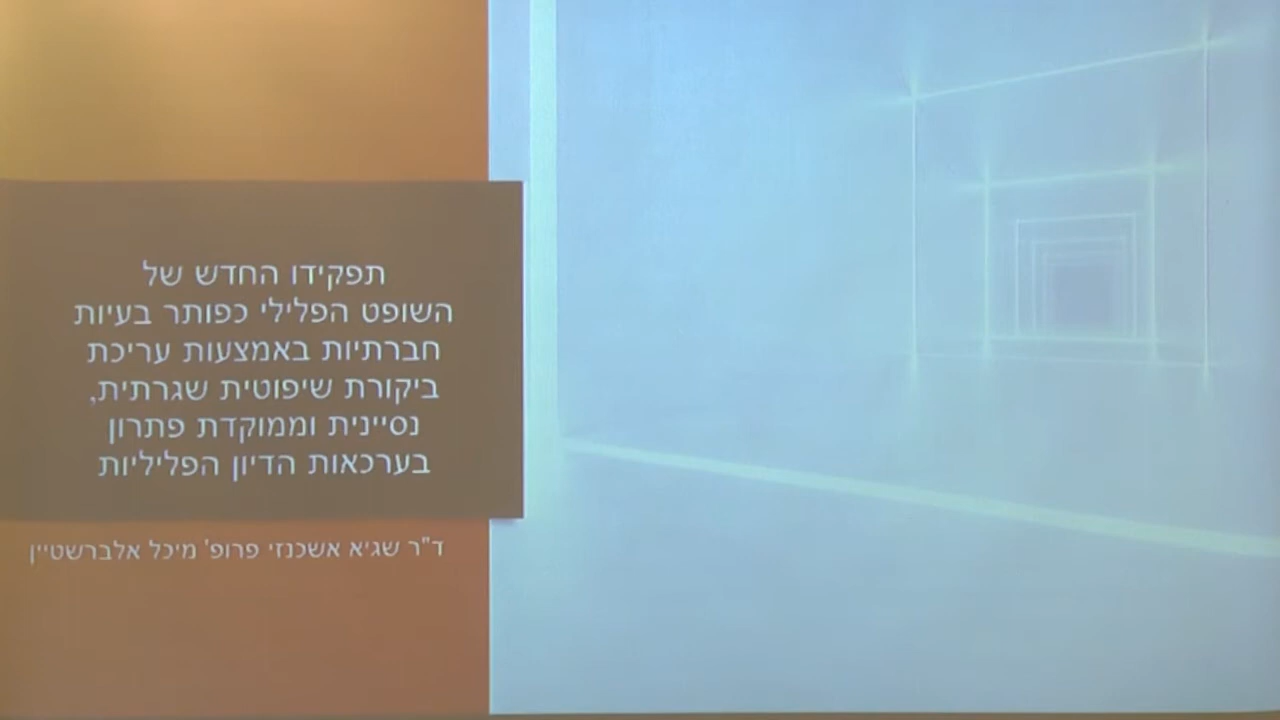 תפקידו החדש של
השופט הפלילי כפותר בעיות
חברתיות באמצעות עריכת
ביקורת שיפוטית שגרתית,
נסיינית וממוקדת פתרון
בערכאות הדיון הפליליות
ד"ר שגיא אשכנזי פרופ' מיכל אלברשטיין